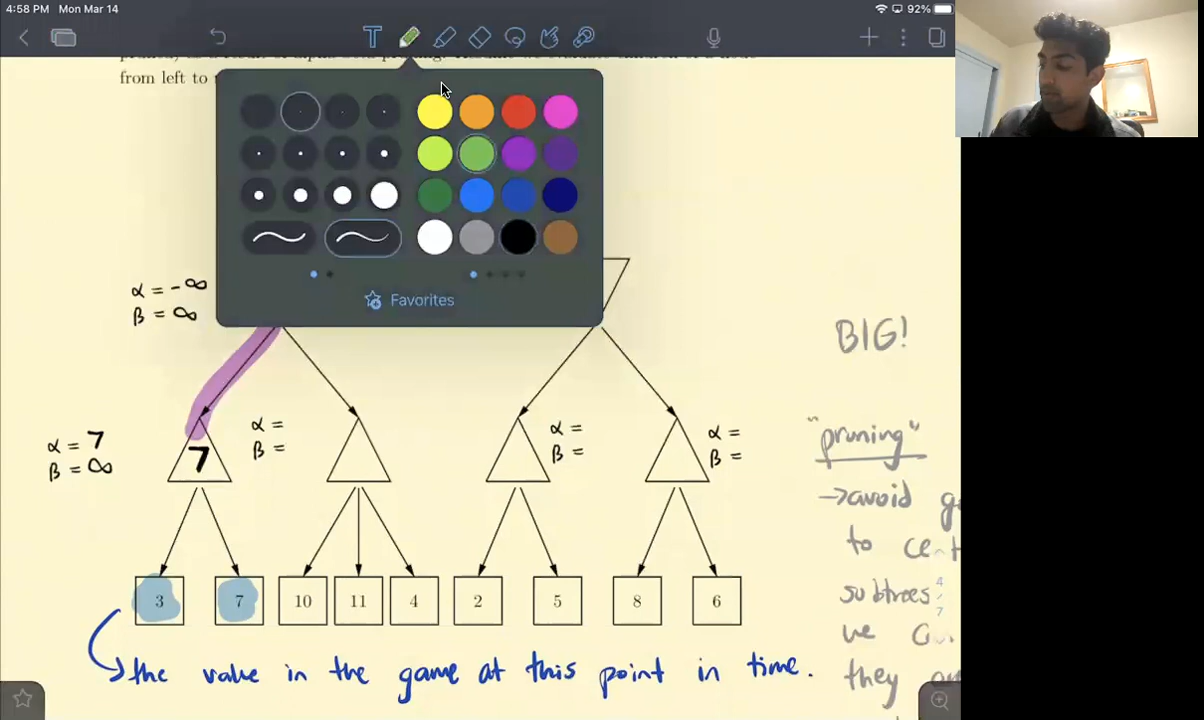 4:58 PM Mon Mar 14
92%
T
from left to
α = -∞
β = ∞
Favorites
BIG!
α =
β =
α = 7
β = ∞
7
α =
β =
α =
β =
"pruning"
→avoid
to
subtrees
we
they
3 7 10 11 4 2 5 8 6
the value in the game at this point in time.